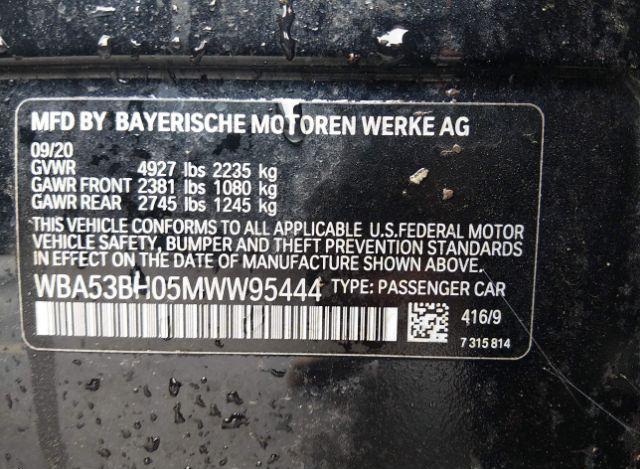 MFD BY BAYERISCHE MOTOREN WERKE AG
09/20
GVWR 4927 lbs 2235 kg
GAWR FRONT 2381 lbs 1080 kg
GAWR REAR 2745 lbs 1245 kg
THIS VEHICLE CONFORMS TO ALL APPLICABLE U.S.FEDERAL MOTOR
VEHICLE SAFETY, BUMPER AND THEFT PREVENTION STANDARDS
IN EFFECT ON THE DATE OF MANUFACTURE SHOWN ABOVE.
WBA53BH05MWW95444 TYPE: PASSENGER CAR
416/9
7 315 814